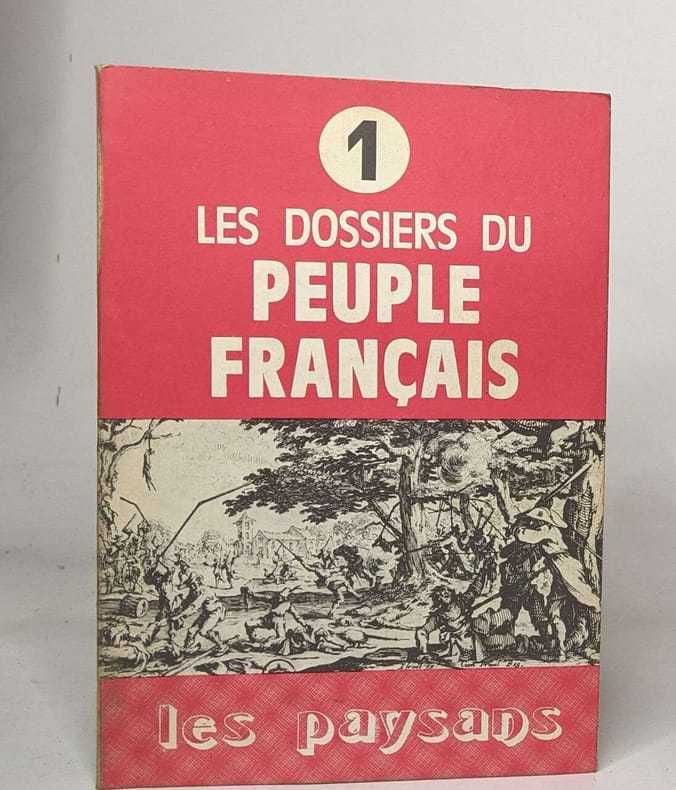 1
LES DOSSIERS DU
PEUPLE
FRANÇAIS
les paysans